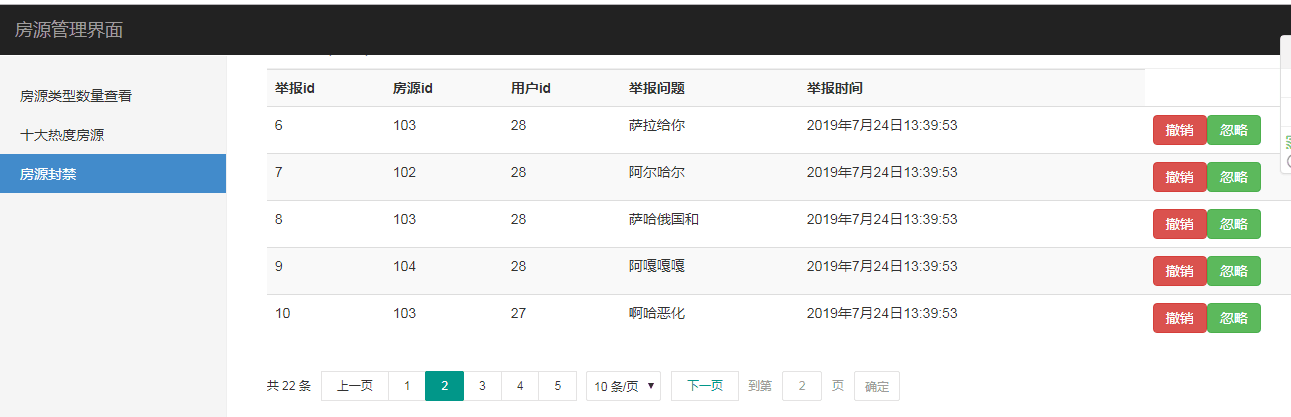 房源管理界面
房源类型数量查看
十大热度房源
房源封禁
举报id 房源id 用户id 举报问题 举报时间
6 103 28 萨拉给你 2019年7月24日13:39:53 撤销 忽略
7 102 28 阿尔哈尔 2019年7月24日13:39:53 撤销 忽略
8 103 28 萨哈俄国和 2019年7月24日13:39:53 撤销 忽略
9 104 28 阿嘎嘎嘎 2019年7月24日13:39:53 撤销 忽略
10 103 27 啊哈恶化 2019年7月24日13:39:53 撤销 忽略
共 22 条 上一页 1 2 3 4 5 10 条/页 下一页 到第 2 页 确定